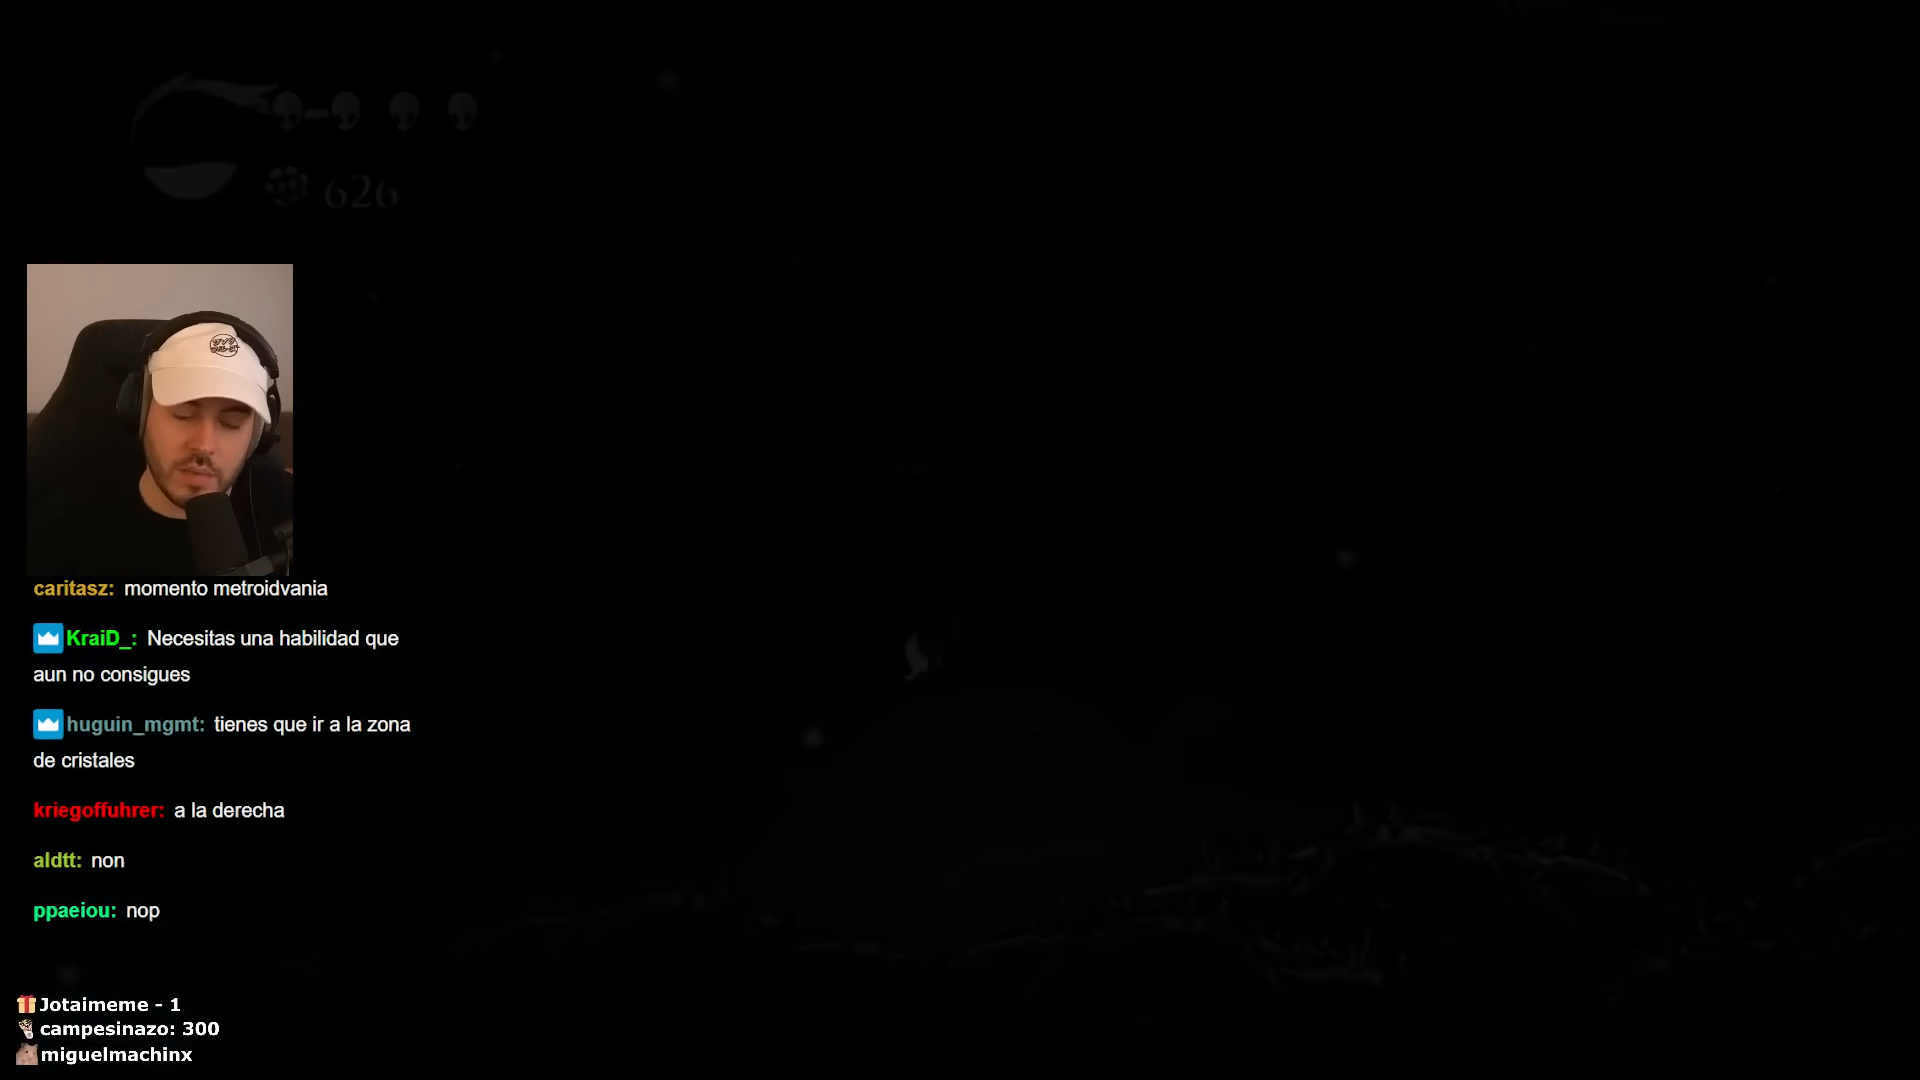 626
caritasz: momento metroidvania
KraiD_: Necesitas una habilidad que
aun no consigues
huguin_mgmt: tienes que ir a la zona
de cristales
kriegoffuhrer: a la derecha
aldtt: non
ppaeiou: nop
Jotaimeme - 1
campesinazo: 300
miguelmachinx